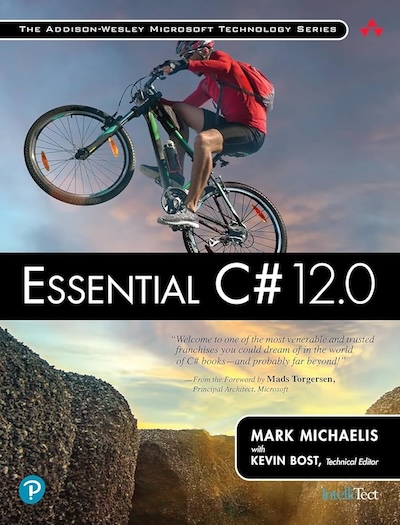 THE ADDISON-WESLEY MICROSOFT TECHNOLOGY SERIES
ESSENTIAL C# 12.0
“Welcome to one of the most venerable and trusted
franchises you could dream of in the world
of C# books—and probably far beyond!”
—From the Foreword by Mads Torgersen,
Principal Architect, Microsoft
MARK MICHAELIS
with
KEVIN BOST, Technical Editor
P
IntelliTect